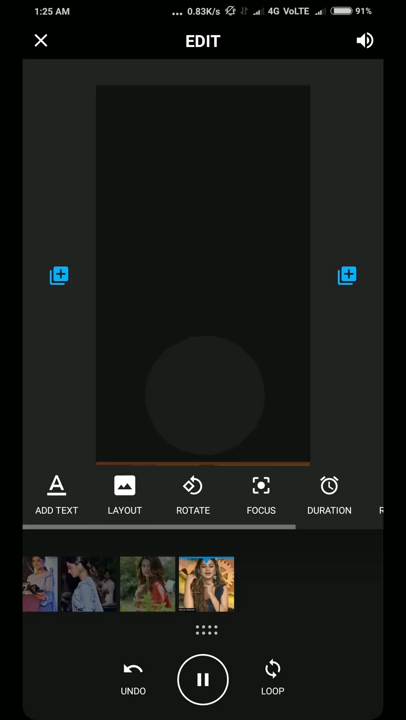 1:25 AM ... 0.83K/s 4G VoLTE 91%
EDIT
ADD TEXT LAYOUT ROTATE FOCUS DURATION R
UNDO LOOP